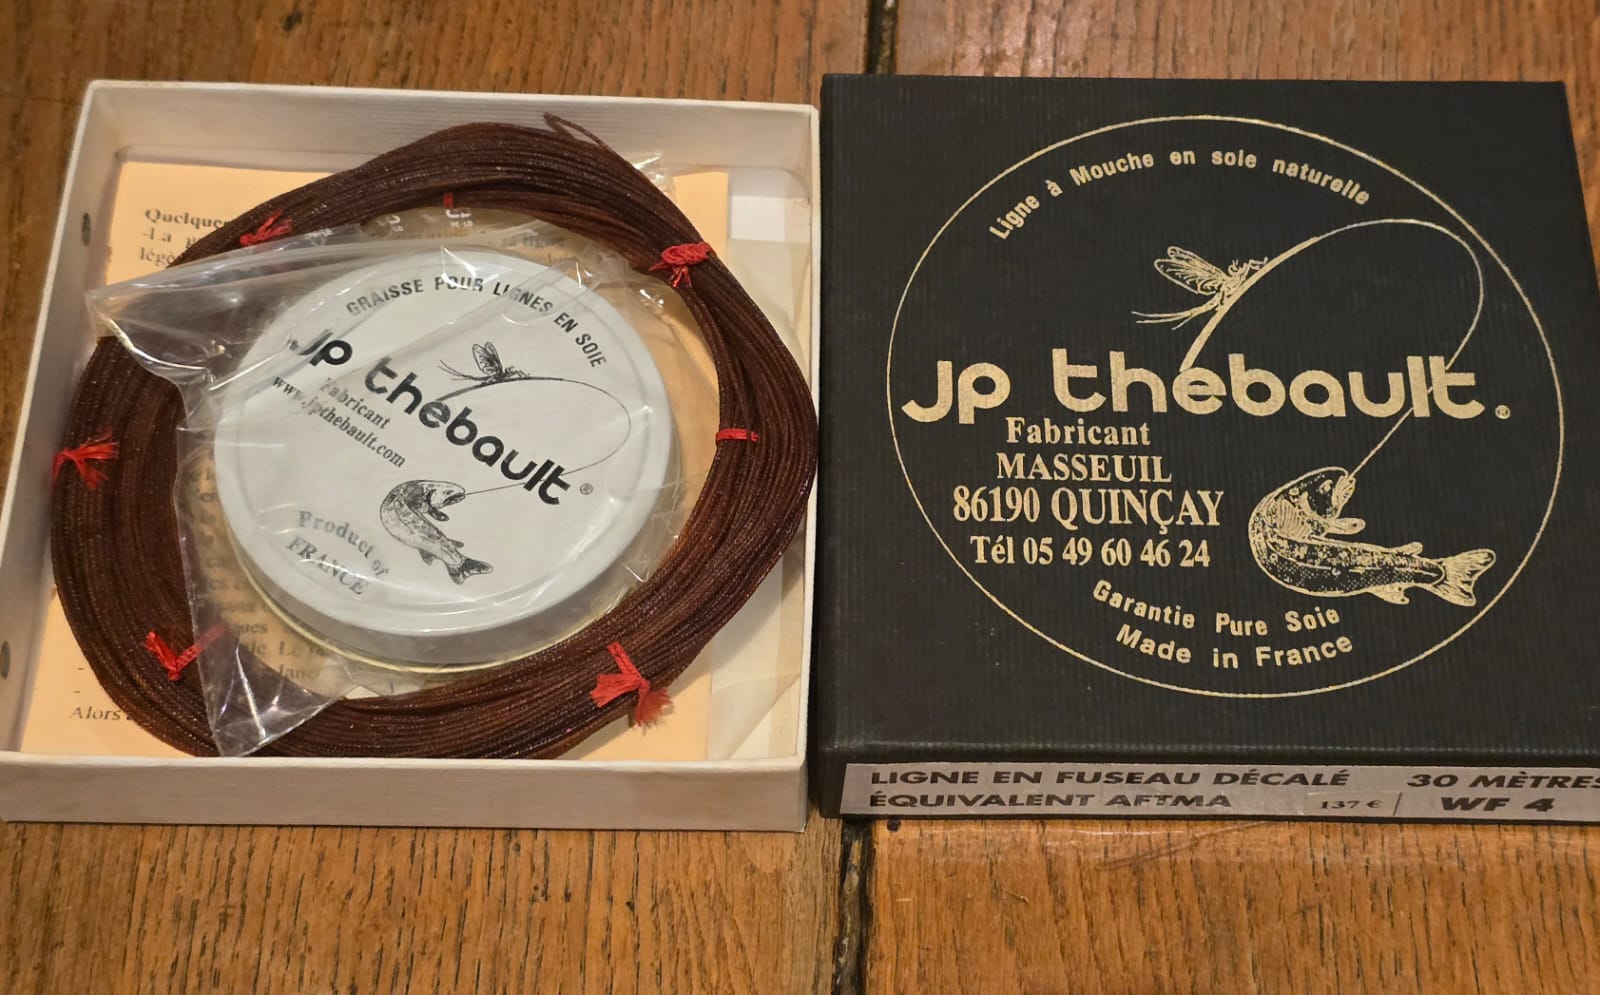 GRAISSE POUR LIGNES EN SOIE
jp thebault®
Fabricant
www.jpthebault.com
Product of
FRANCE
Alors
Ligne à Mouche en soie naturelle
jp thebault®
Fabricant
MASSEUIL
86190 QUINÇAY
Tél 05 49 60 46 24
Garantie Pure Soie
Made in France
LIGNE EN FUSEAU DÉCALÉ 30 MÈTRES
ÉQUIVALENT AFTMA 137 € WF 4